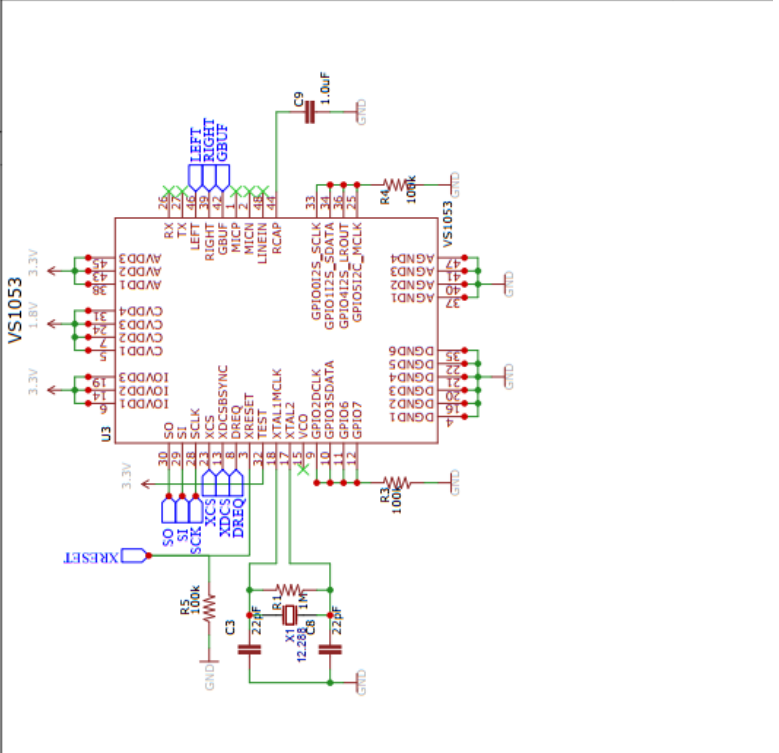 VS1053
3.3V
1.8V
3.3V
3.3V
U3
VS1053
C9
1.0uF
GND
LEFT
RIGHT
GBUF
26
27
46
39
42
1
2
48
44
33
34
36
25
RX
TX
LEFT
RIGHT
GBUF
MICP
MICN
LINEIN
RCAP
GPIO0I2S_SCLK
GPIO1I2S_SDATA
GPIO4I2S_LROUT
GPIO5I2C_MCLK
R4
100k
GND
AVDD3
AVDD2
AVDD1
45
43
38
CVDD4
CVDD3
CVDD2
CVDD1
31
24
7
5
IOVDD3
IOVDD2
IOVDD1
19
14
6
AGND4
AGND3
AGND2
AGND1
47
41
40
37
GND
DGND6
DGND5
DGND4
DGND3
DGND2
DGND1
35
22
21
20
16
4
GND
SO
SI
SCLK
XCS
XDCSBSYNC
DREQ
XRESET
TEST
XTAL1MCLK
XTAL2
VCO
GPIO2DCLK
GPIO3SDATA
GPIO6
GPIO7
30
29
28
23
13
8
3
32
18
17
15
9
10
11
12
SO
SI
SCK
XCS
XDCS
DREQ
XRESET
R3
100k
GND
R5
100k
GND
R1
1M
X1
12.288
C3
22pF
C8
22pF
GND